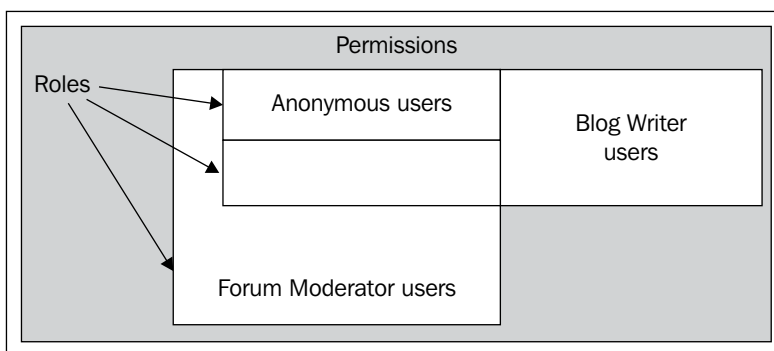 Permissions
Roles
Anonymous users
Blog Writer
users
Forum Moderator users